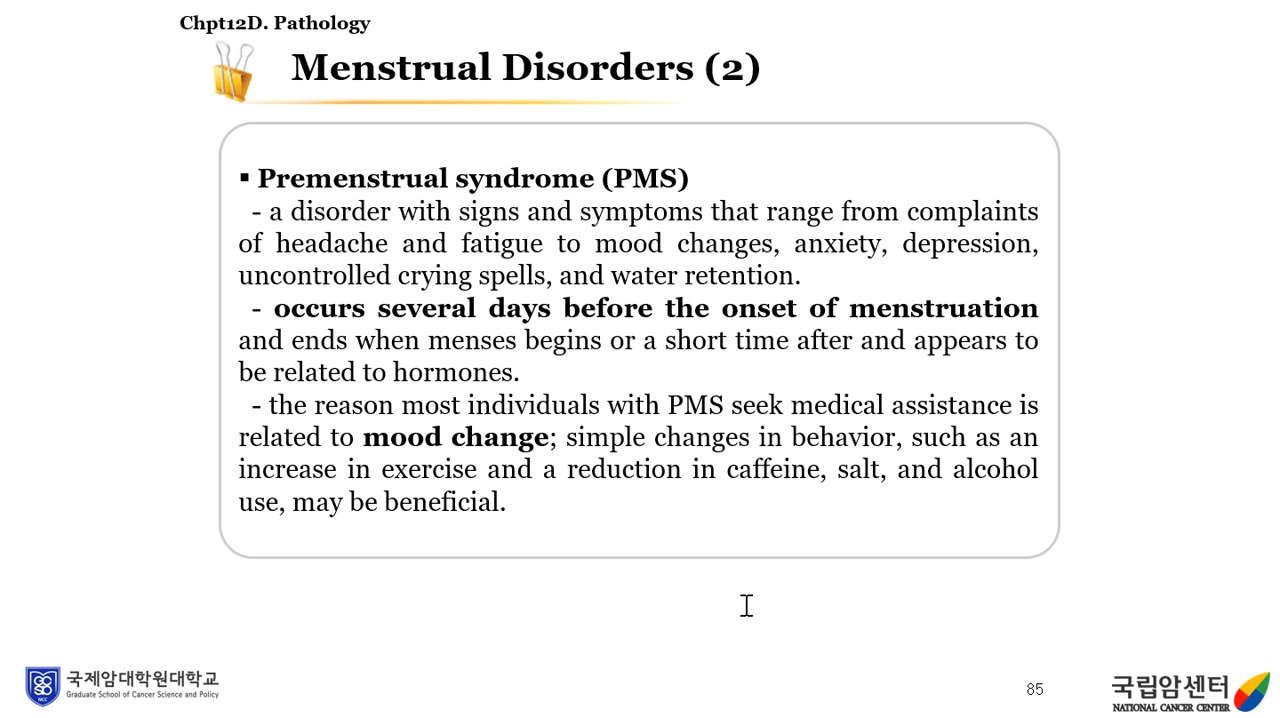 Chpt12D. Pathology
Menstrual Disorders (2)
▪ Premenstrual syndrome (PMS)
- a disorder with signs and symptoms that range from complaints
of headache and fatigue to mood changes, anxiety, depression,
uncontrolled crying spells, and water retention.
- occurs several days before the onset of menstruation
and ends when menses begins or a short time after and appears to
be related to hormones.
- the reason most individuals with PMS seek medical assistance is
related to mood change; simple changes in behavior, such as an
increase in exercise and a reduction in caffeine, salt, and alcohol
use, may be beneficial.
NCC
국제암대학원대학교
Graduate School of Cancer Science and Policy
85
국립암센터
NATIONAL CANCER CENTER